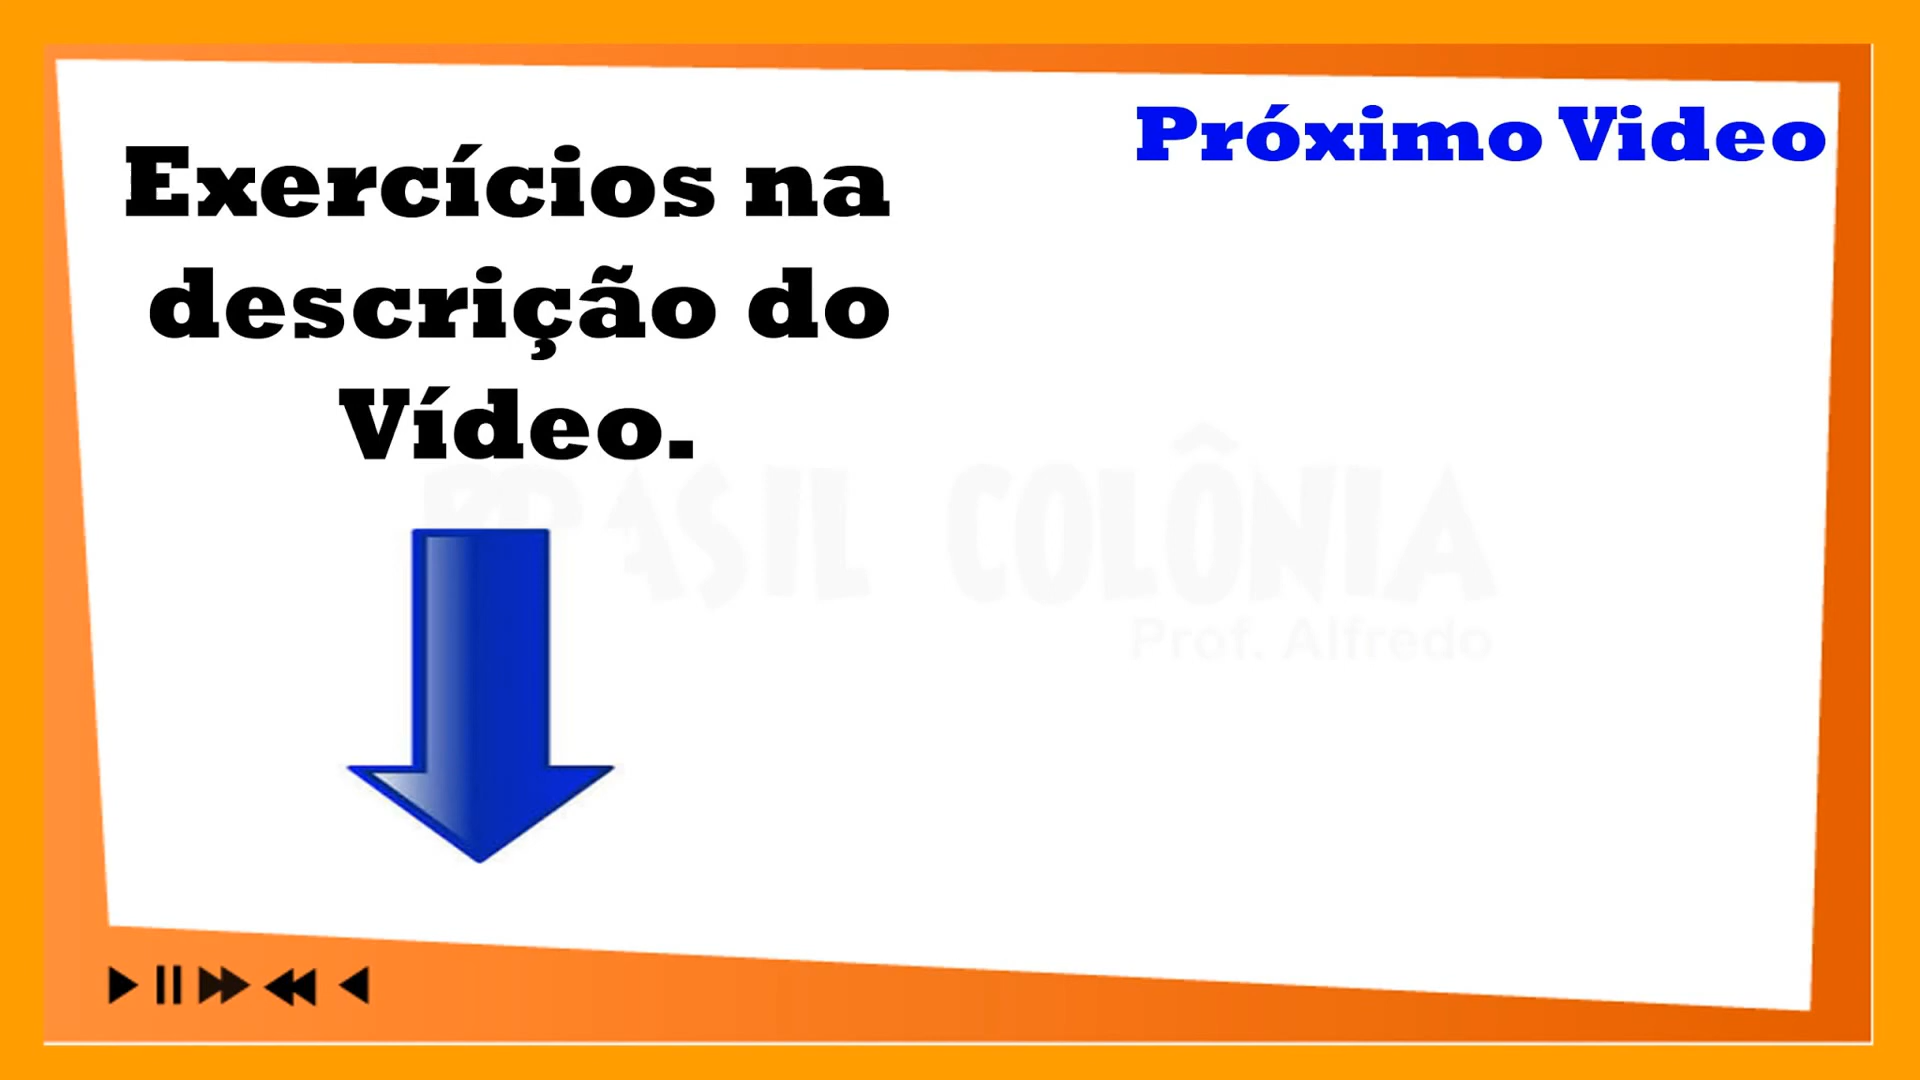 Próximo Video
Exercícios na
descrição do
Vídeo.
BRASIL COLÔNIA
Prof. Alfredo